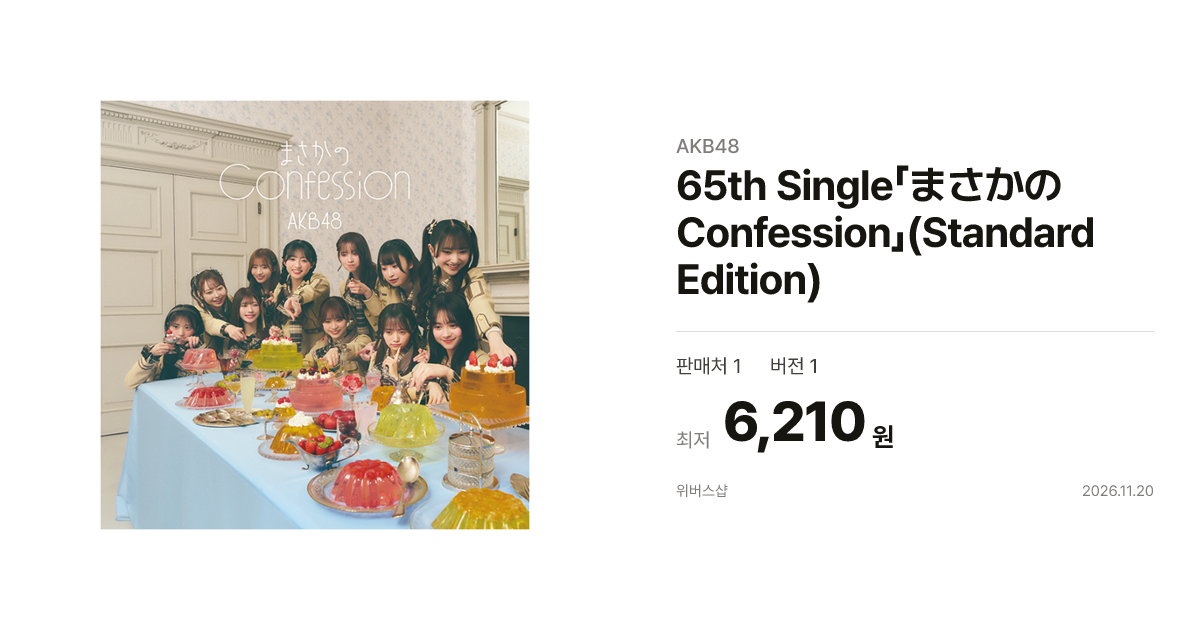 まさかの
Confession
AKB48
AKB48
65th Single「まさかの
Confession」(Standard
Edition)
판매처 1 버전 1
최저 6,210 원
위버스샵 2026.11.20